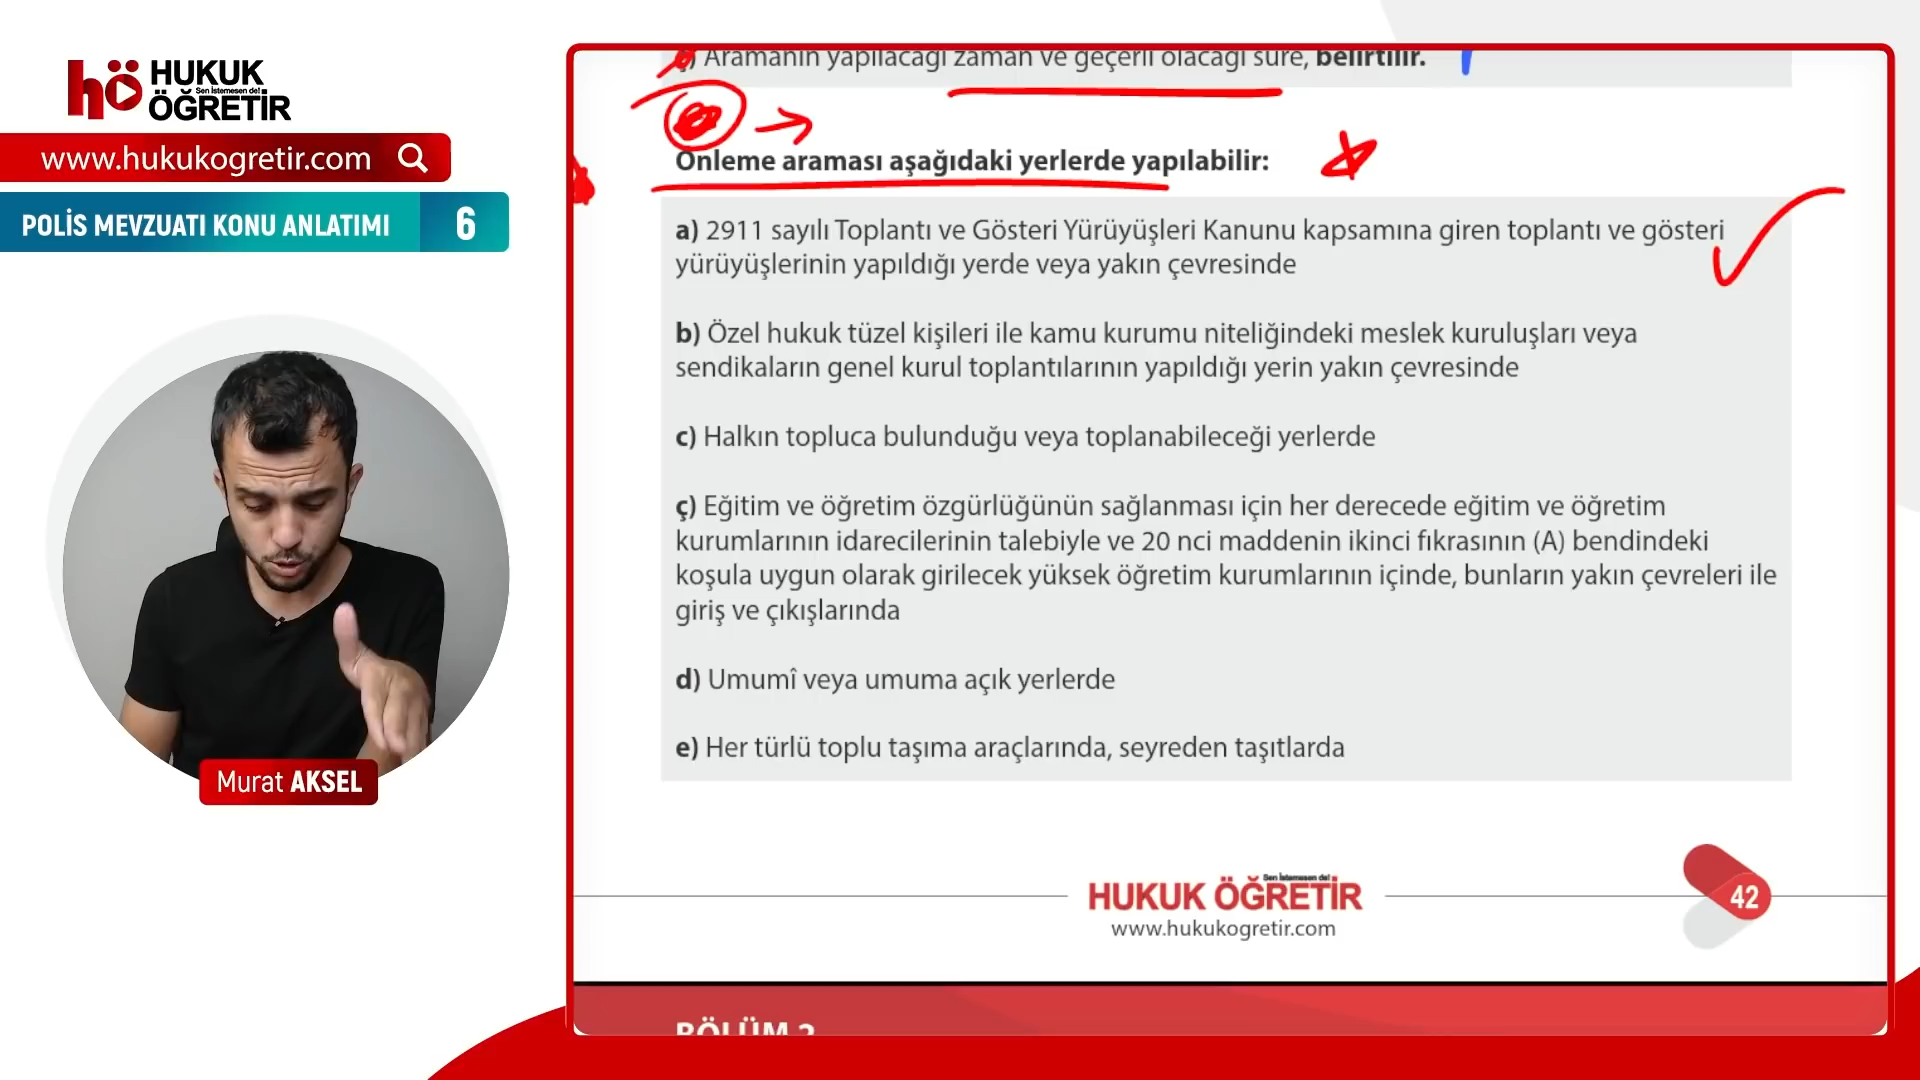 hö HUKUK
Sen İstemesen de!
ÖĞRETİR
www.hukukogretir.com
POLİS MEVZUATI KONU ANLATIMI 6
Murat AKSEL
Aramanın yapılacağı zaman ve geçerli olacağı süre, belirtilir.
Önleme araması aşağıdaki yerlerde yapılabilir:
a) 2911 sayılı Toplantı ve Gösteri Yürüyüşleri Kanunu kapsamına giren toplantı ve gösteri
yürüyüşlerinin yapıldığı yerde veya yakın çevresinde
b) Özel hukuk tüzel kişileri ile kamu kurumu niteliğindeki meslek kuruluşları veya
sendikaların genel kurul toplantılarının yapıldığı yerin yakın çevresinde
c) Halkın topluca bulunduğu veya toplanabileceği yerlerde
ç) Eğitim ve öğretim özgürlüğünün sağlanması için her derecede eğitim ve öğretim
kurumlarının idarecilerinin talebiyle ve 20 nci maddenin ikinci fıkrasının (A) bendindeki
koşula uygun olarak girilecek yüksek öğretim kurumlarının içinde, bunların yakın çevreleri ile
giriş ve çıkışlarında
d) Umumî veya umuma açık yerlerde
e) Her türlü toplu taşıma araçlarında, seyreden taşıtlarda
Sen İstemesen de!
HUKUK ÖĞRETİR
www.hukukogretir.com
42
BÖLÜM 2